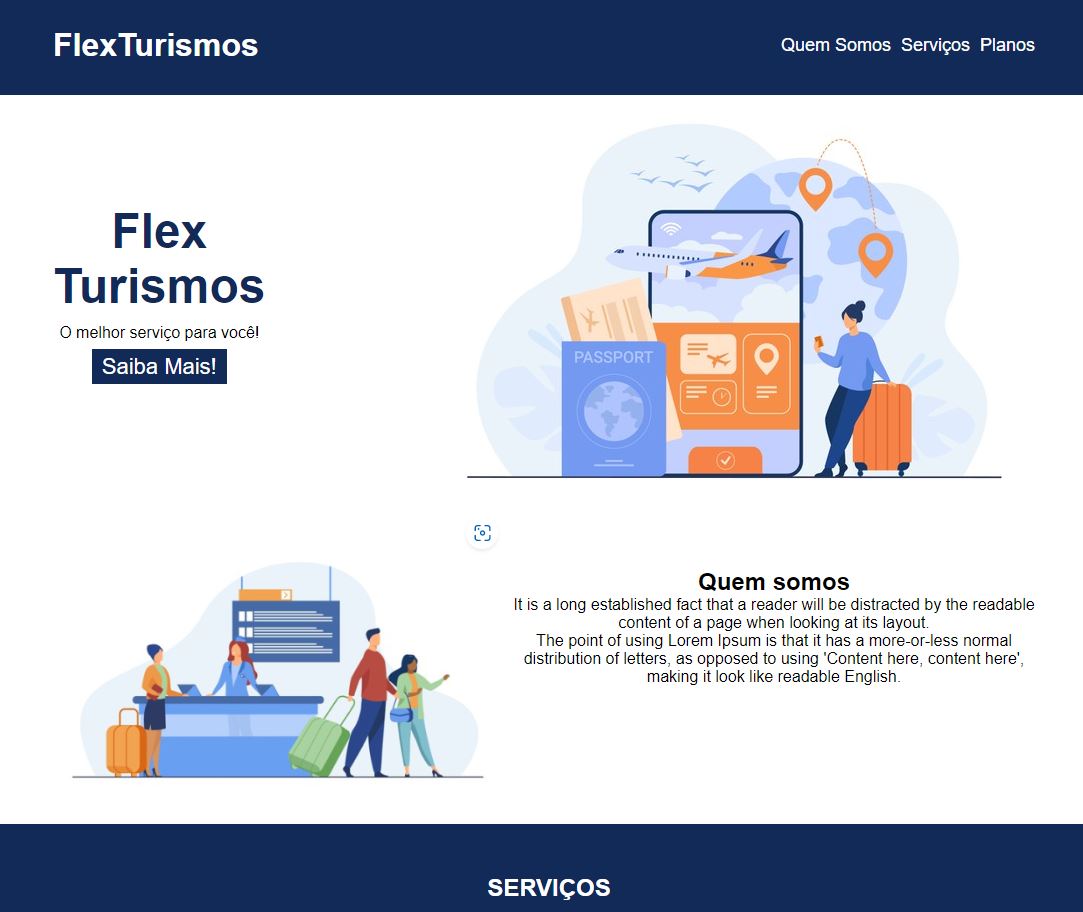 FlexTurismos
Quem Somos Serviços Planos
Flex
Turismos
O melhor serviço para você!
Saiba Mais!
PASSPORT
Quem somos
It is a long established fact that a reader will be distracted by the readable
content of a page when looking at its layout.
The point of using Lorem Ipsum is that it has a more-or-less normal
distribution of letters, as opposed to using 'Content here, content here',
making it look like readable English.
SERVIÇOS